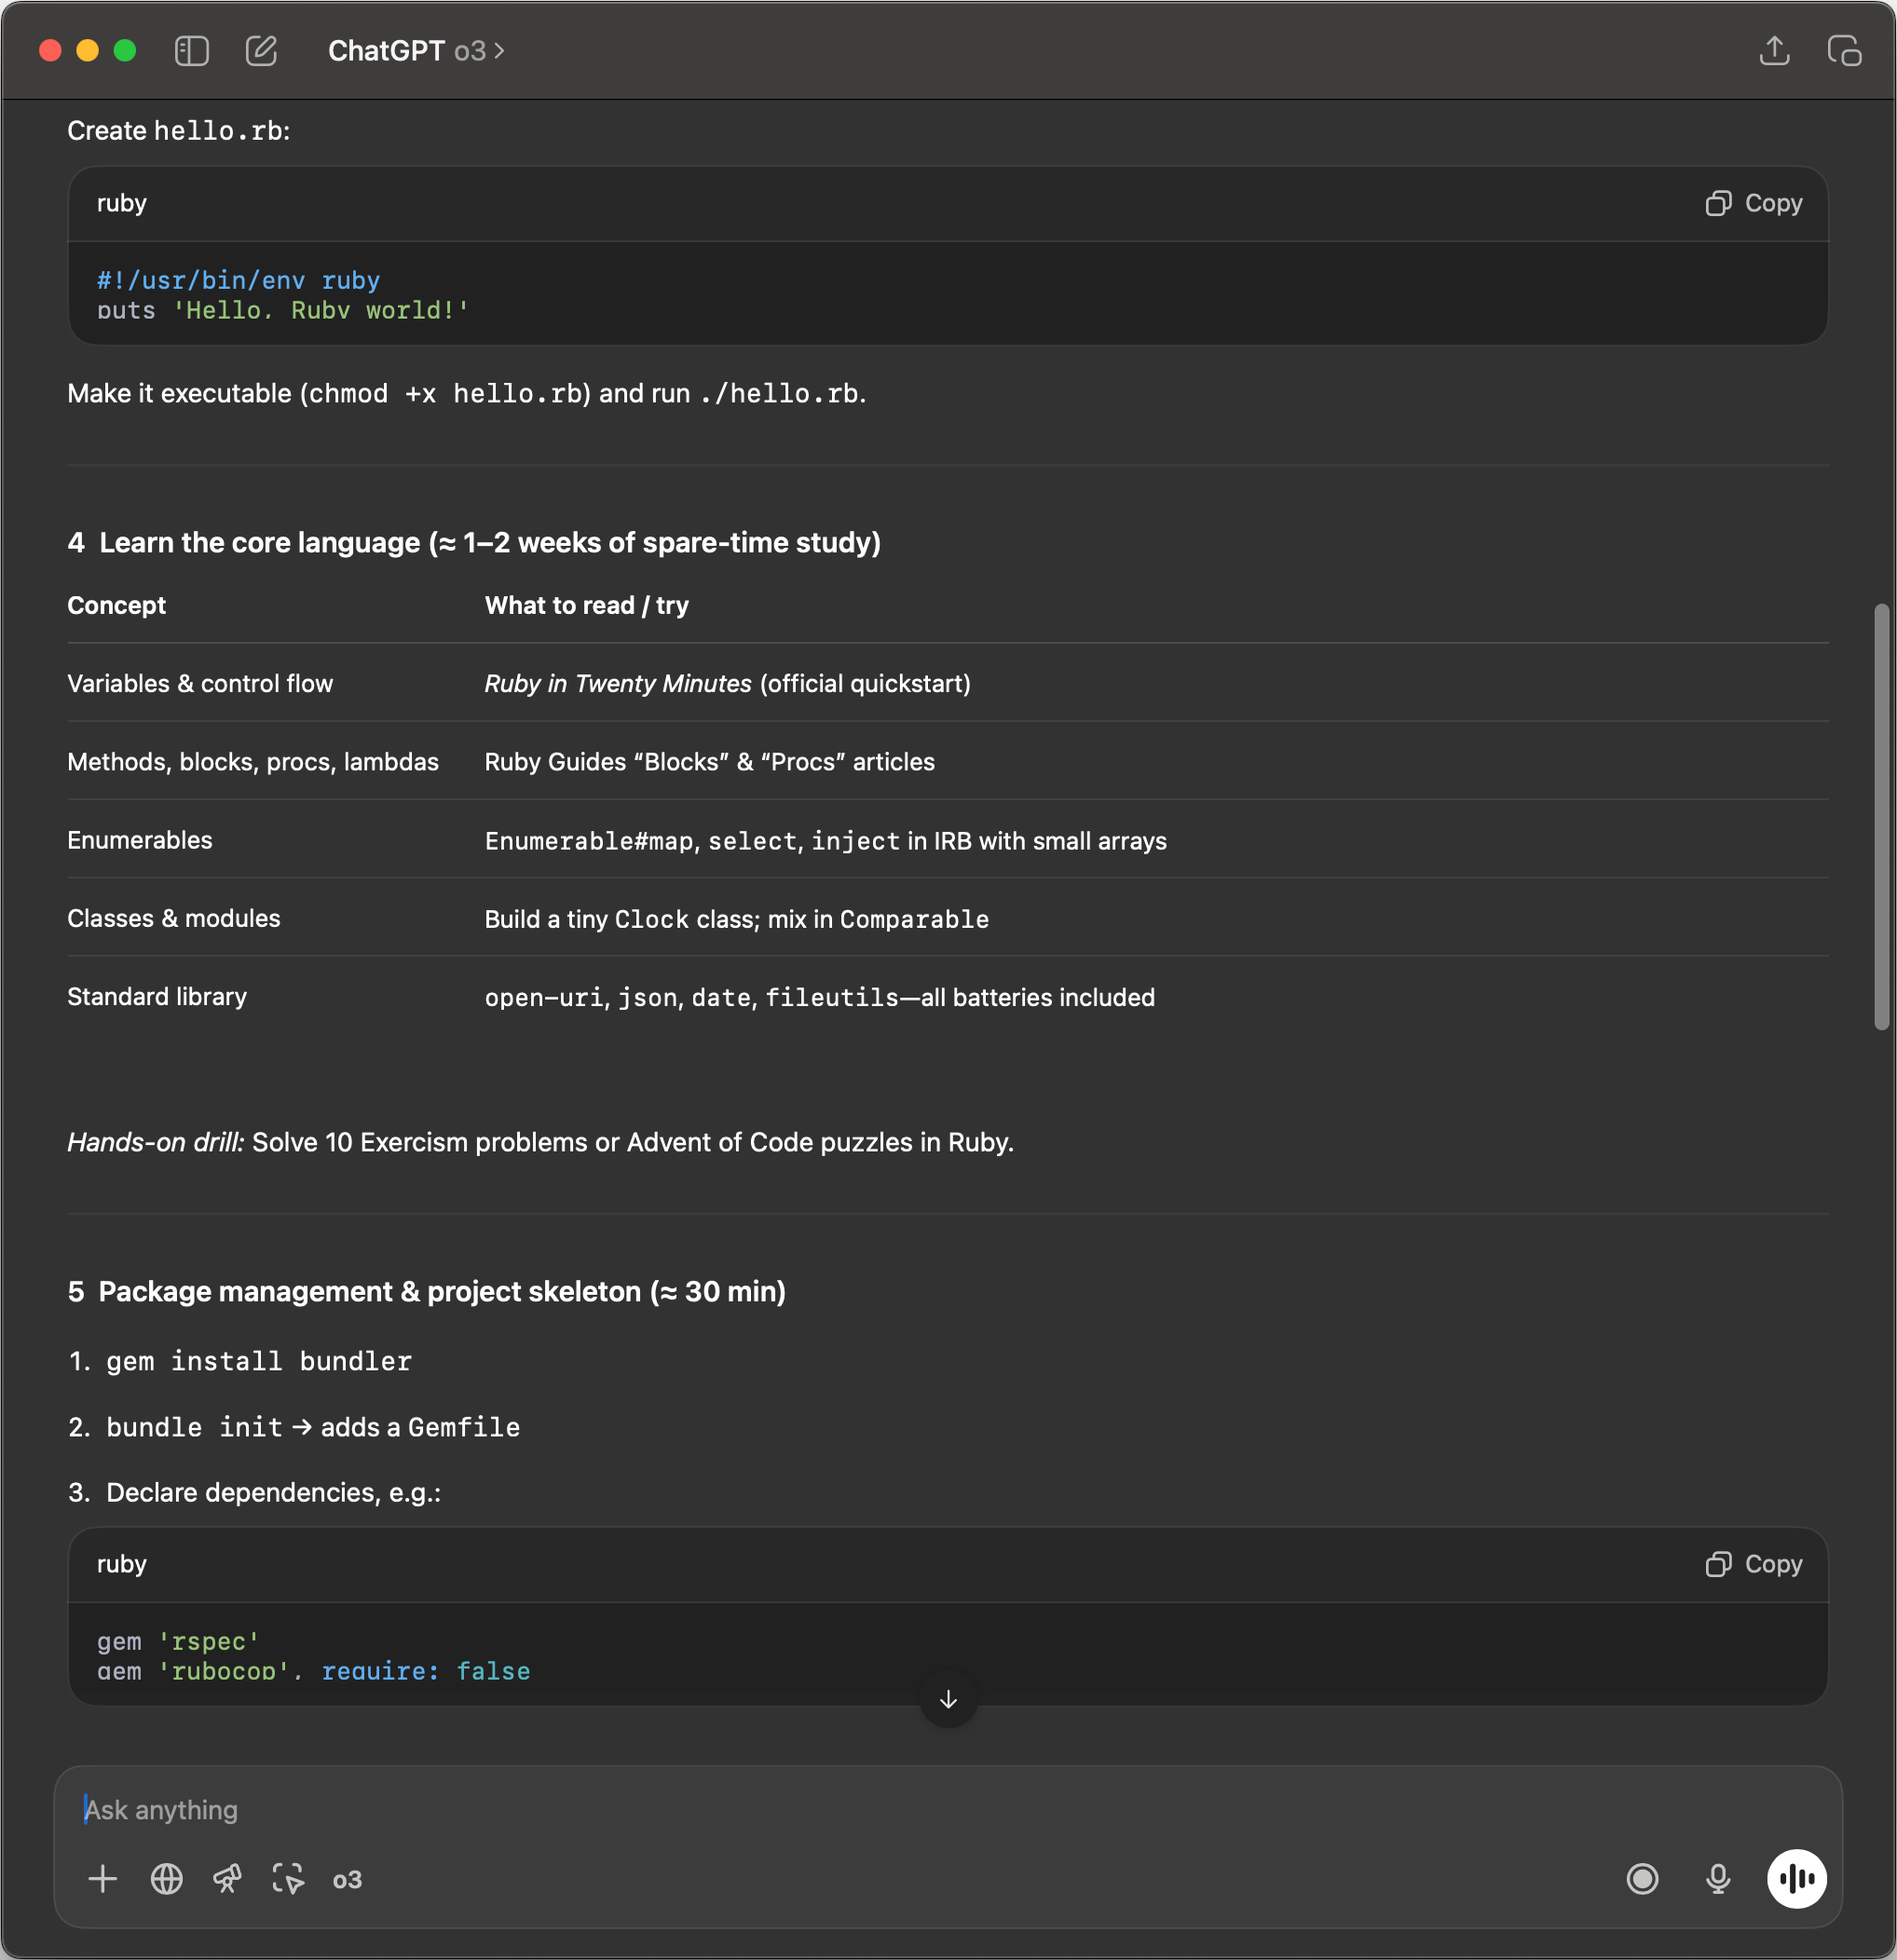 ChatGPT o3 >
Create hello.rb:
ruby
Copy
#!/usr/bin/env ruby
puts 'Hello, Ruby world!'
Make it executable (chmod +x hello.rb) and run ./hello.rb.
4 Learn the core language (≈ 1–2 weeks of spare-time study)
Concept What to read / try
Variables & control flow Ruby in Twenty Minutes (official quickstart)
Methods, blocks, procs, lambdas Ruby Guides “Blocks” & “Procs” articles
Enumerables Enumerable#map, select, inject in IRB with small arrays
Classes & modules Build a tiny Clock class; mix in Comparable
Standard library open-uri, json, date, fileutils—all batteries included
Hands-on drill: Solve 10 Exercism problems or Advent of Code puzzles in Ruby.
5 Package management & project skeleton (≈ 30 min)
1. gem install bundler
2. bundle init → adds a Gemfile
3. Declare dependencies, e.g.:
ruby
Copy
gem 'rspec'
gem 'rubocop', require: false
Ask anything
o3